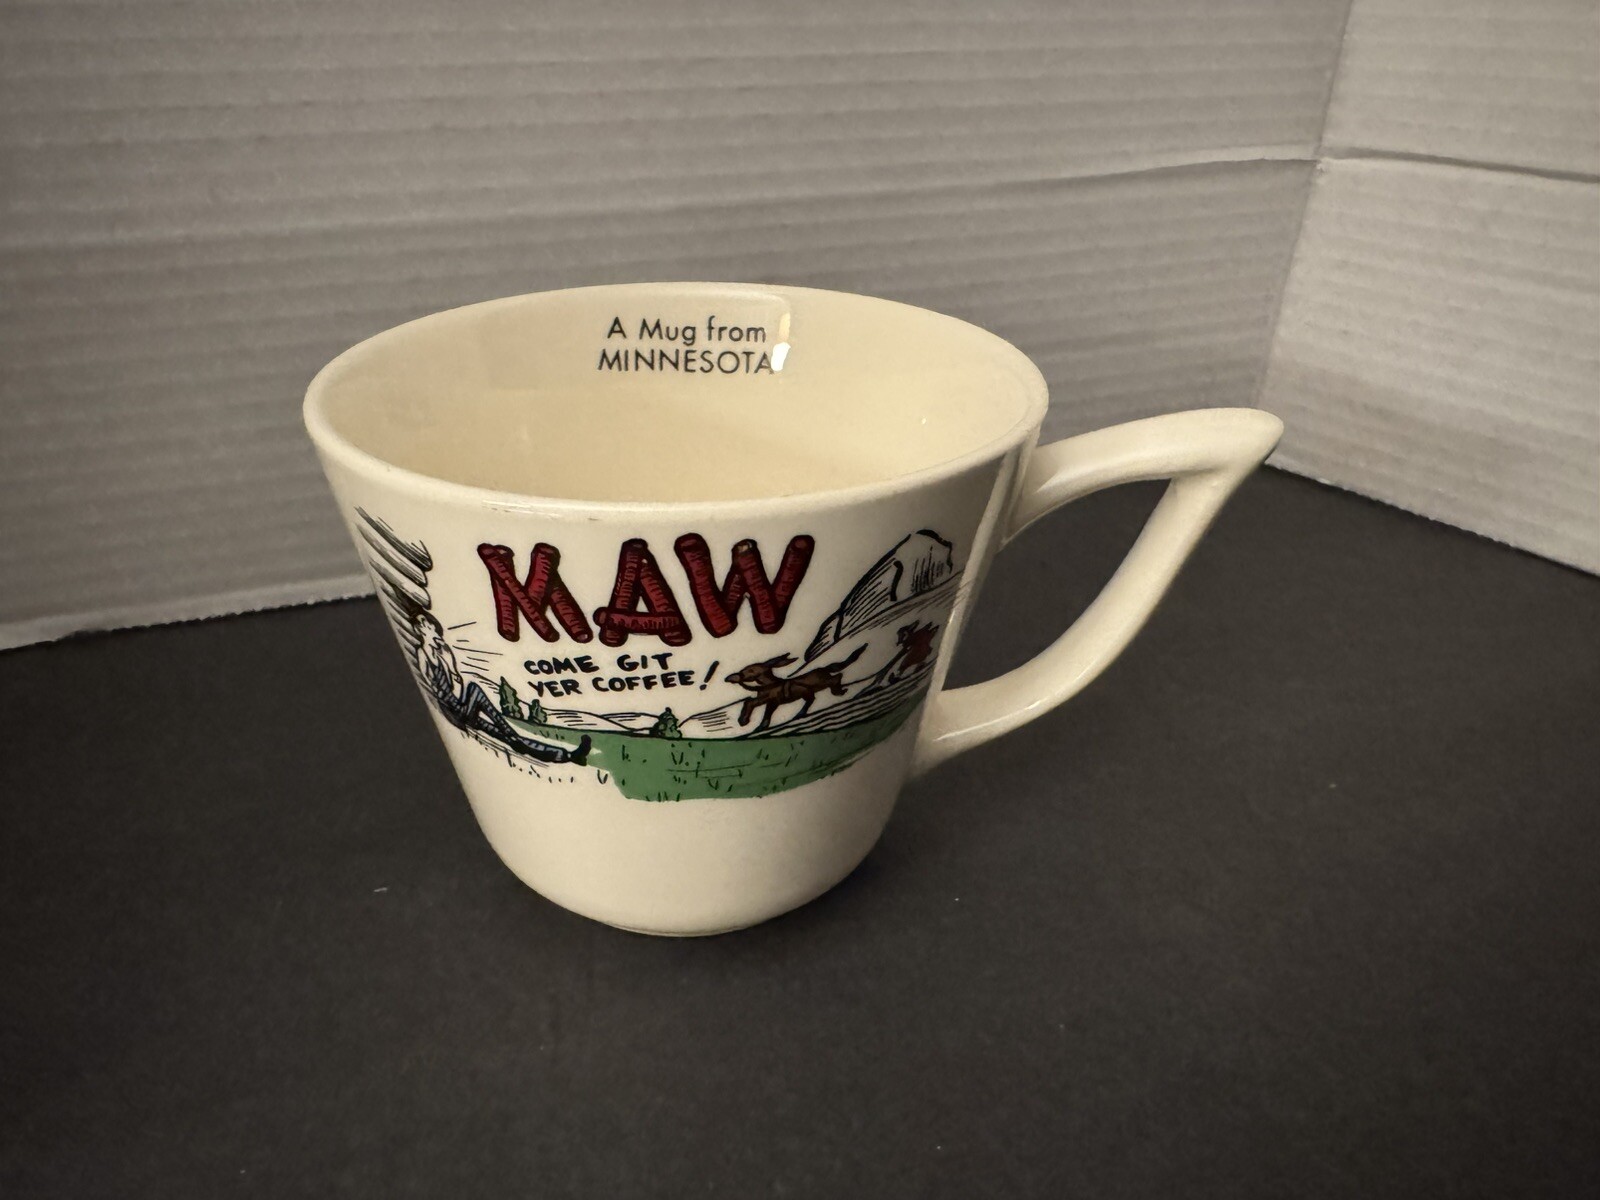 A Mug from
MINNESOTA
MAW
COME GIT
YER COFFEE!